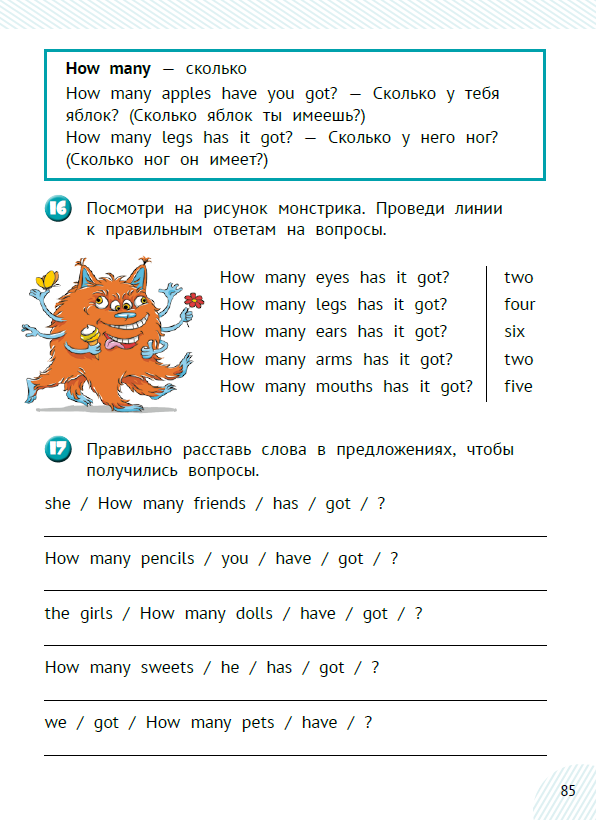 How many — сколько
How many apples have you got? — Сколько у тебя
яблок? (Сколько яблок ты имеешь?)
How many legs has it got? — Сколько у него ног?
(Сколько ног он имеет?)
16 Посмотри на рисунок монстрика. Проведи линии
к правильным ответам на вопросы.
How many eyes has it got? two
How many legs has it got? four
How many ears has it got? six
How many arms has it got? two
How many mouths has it got? five
17 Правильно расставь слова в предложениях, чтобы
получились вопросы.
she / How many friends / has / got / ?
How many pencils / you / have / got / ?
the girls / How many dolls / have / got / ?
How many sweets / he / has / got / ?
we / got / How many pets / have / ?
85